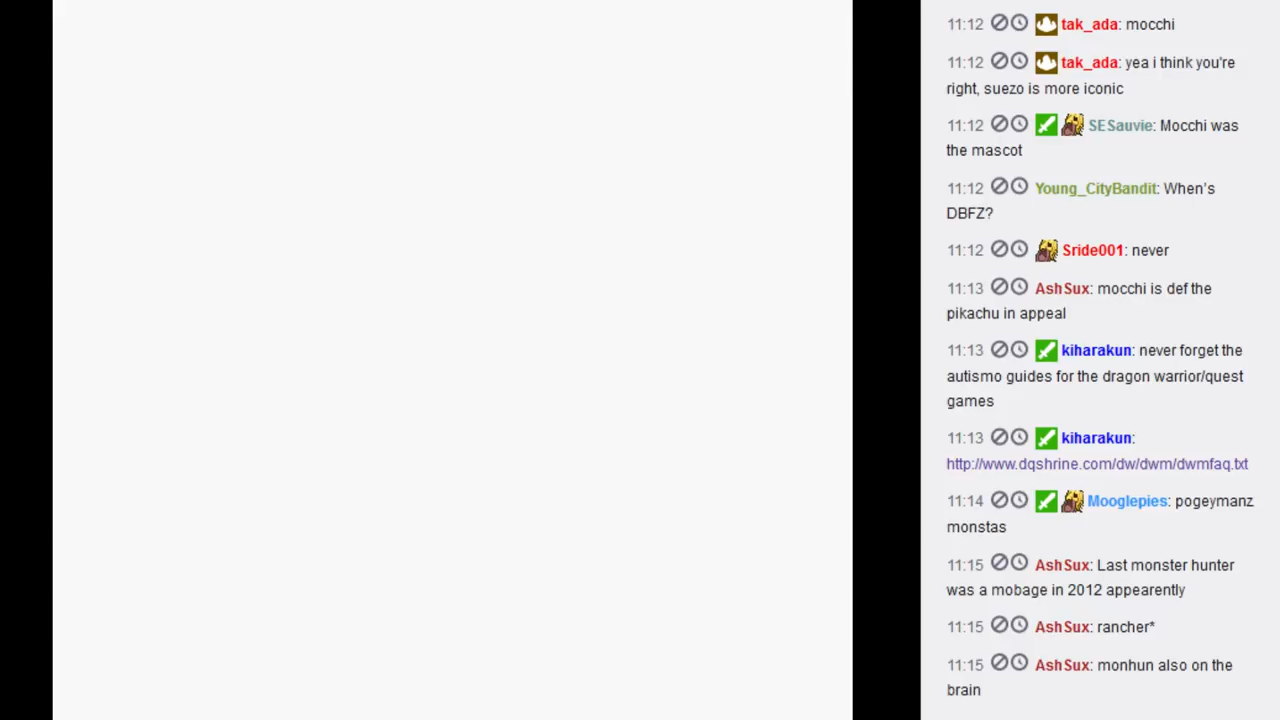 11:12 tak_ada: mocchi
11:12 tak_ada: yea i think you're
right, suezo is more iconic
11:12 SESauvie: Mocchi was
the mascot
11:12 Young_CityBandit: When's
DBFZ?
11:12 Sride001: never
11:13 AshSux: mocchi is def the
pikachu in appeal
11:13 kiharakun: never forget the
autismo guides for the dragon warrior/quest
games
11:13 kiharakun:
http://www.dqshrine.com/dw/dwm/dwmfaq.txt
11:14 Mooglepies: pogeymanz
monstas
11:15 AshSux: Last monster hunter
was a mobage in 2012 appearently
11:15 AshSux: rancher*
11:15 AshSux: monhun also on the
brain